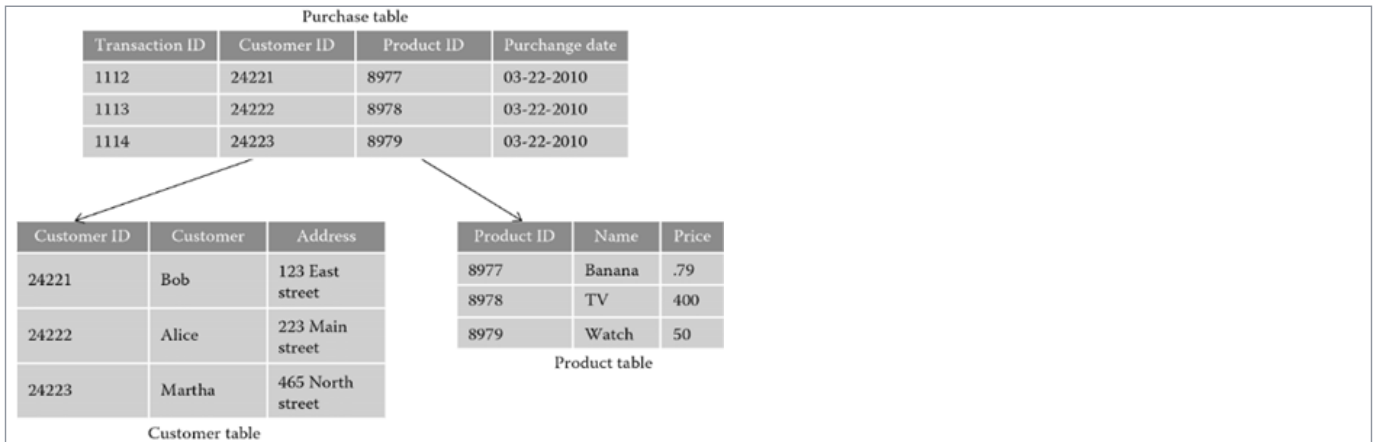 Purchase table
Transaction ID Customer ID Product ID Purchange date
1112 24221 8977 03-22-2010
1113 24222 8978 03-22-2010
1114 24223 8979 03-22-2010
Customer ID Customer Address
24221 Bob 123 East
street
24222 Alice 223 Main
street
24223 Martha 465 North
street
Customer table
Product ID Name Price
8977 Banana .79
8978 TV 400
8979 Watch 50
Product table